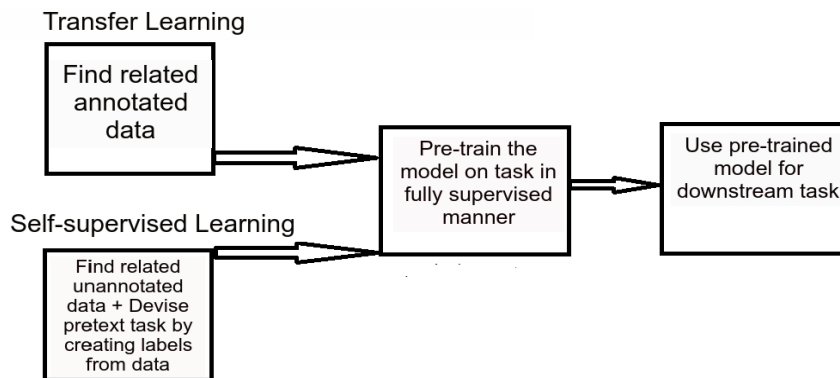 Transfer Learning
Find related
annotated
data
Self-supervised Learning
Find related
unannotated
data + Devise
pretext task by
creating labels
from data
Pre-train the
model on task in
fully supervised
manner
Use pre-trained
model for
downstream task